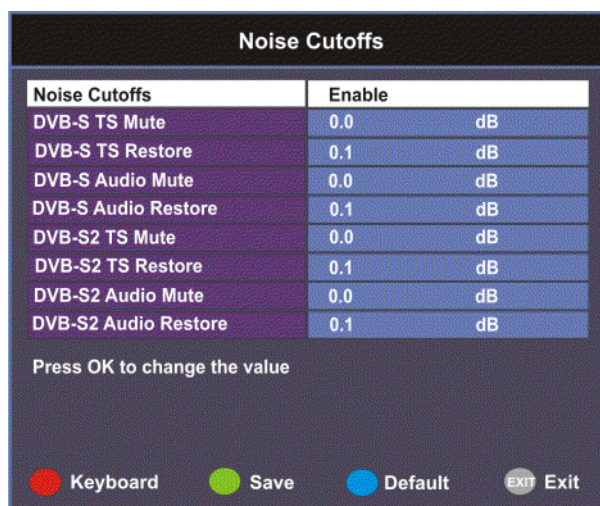 Noise Cutoffs
Noise Cutoffs Enable
DVB-S TS Mute 0.0 dB
DVB-S TS Restore 0.1 dB
DVB-S Audio Mute 0.0 dB
DVB-S Audio Restore 0.1 dB
DVB-S2 TS Mute 0.0 dB
DVB-S2 TS Restore 0.1 dB
DVB-S2 Audio Mute 0.0 dB
DVB-S2 Audio Restore 0.1 dB
Press OK to change the value
Keyboard Save Default EXIT Exit